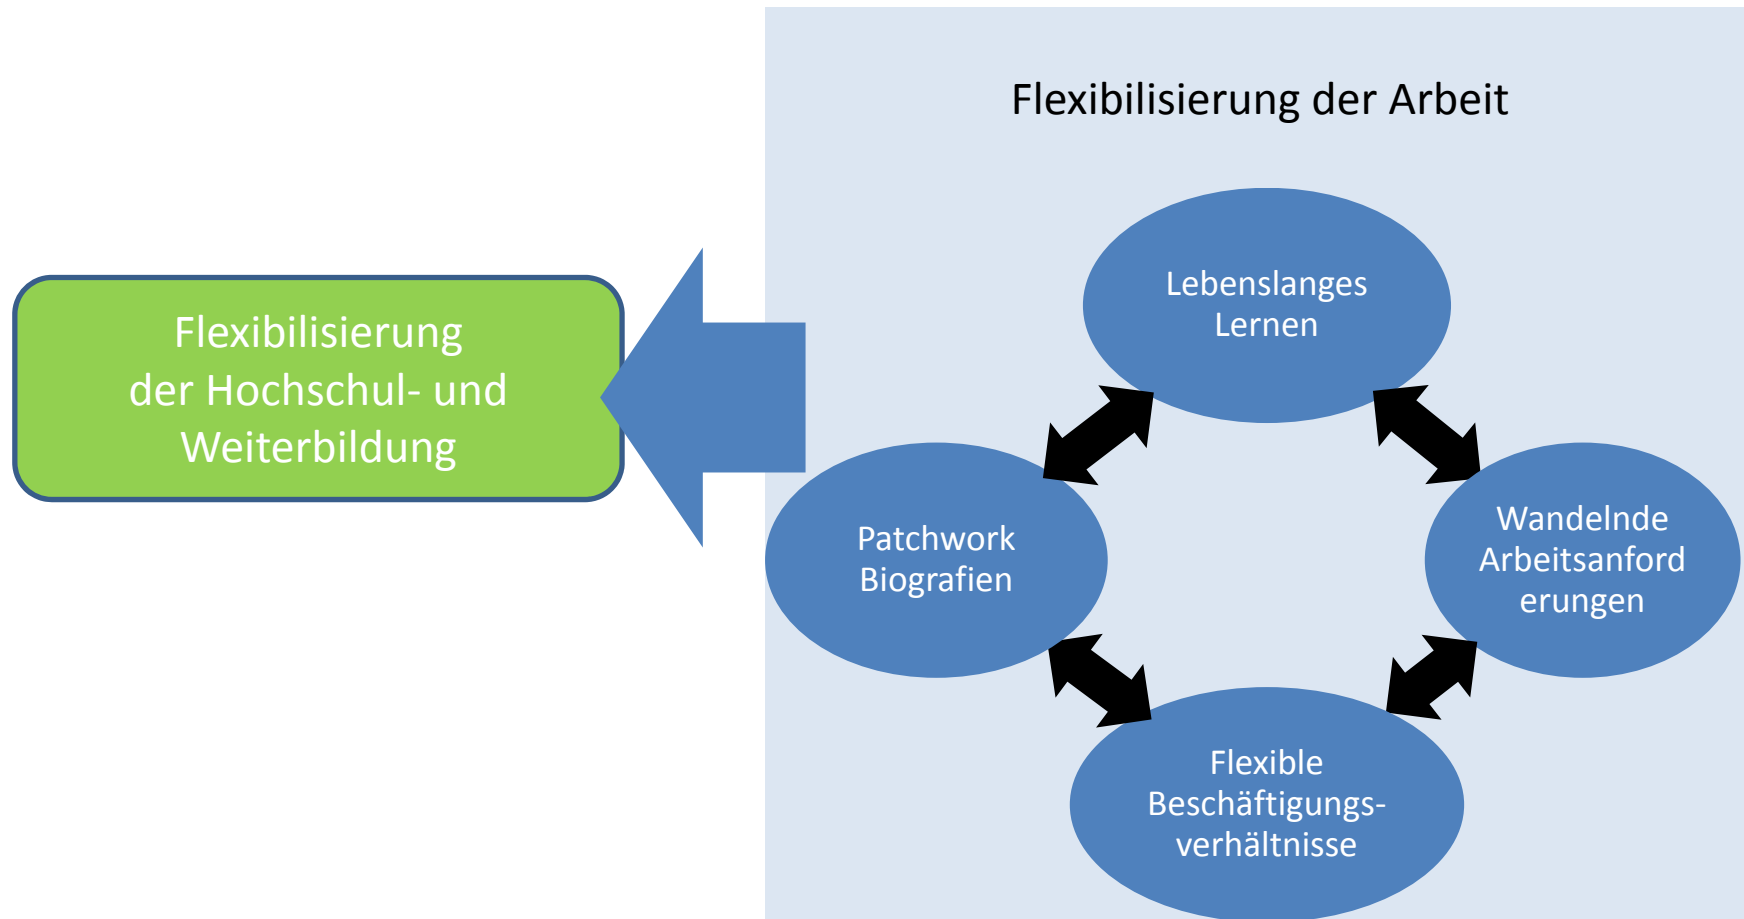 Flexibilisierung der Arbeit
Flexibilisierung
der Hochschul- und
Weiterbildung
Lebenslanges
Lernen
Patchwork
Biografien
Wandelnde
Arbeitsanford
erungen
Flexible
Beschäftigungs-
verhältnisse